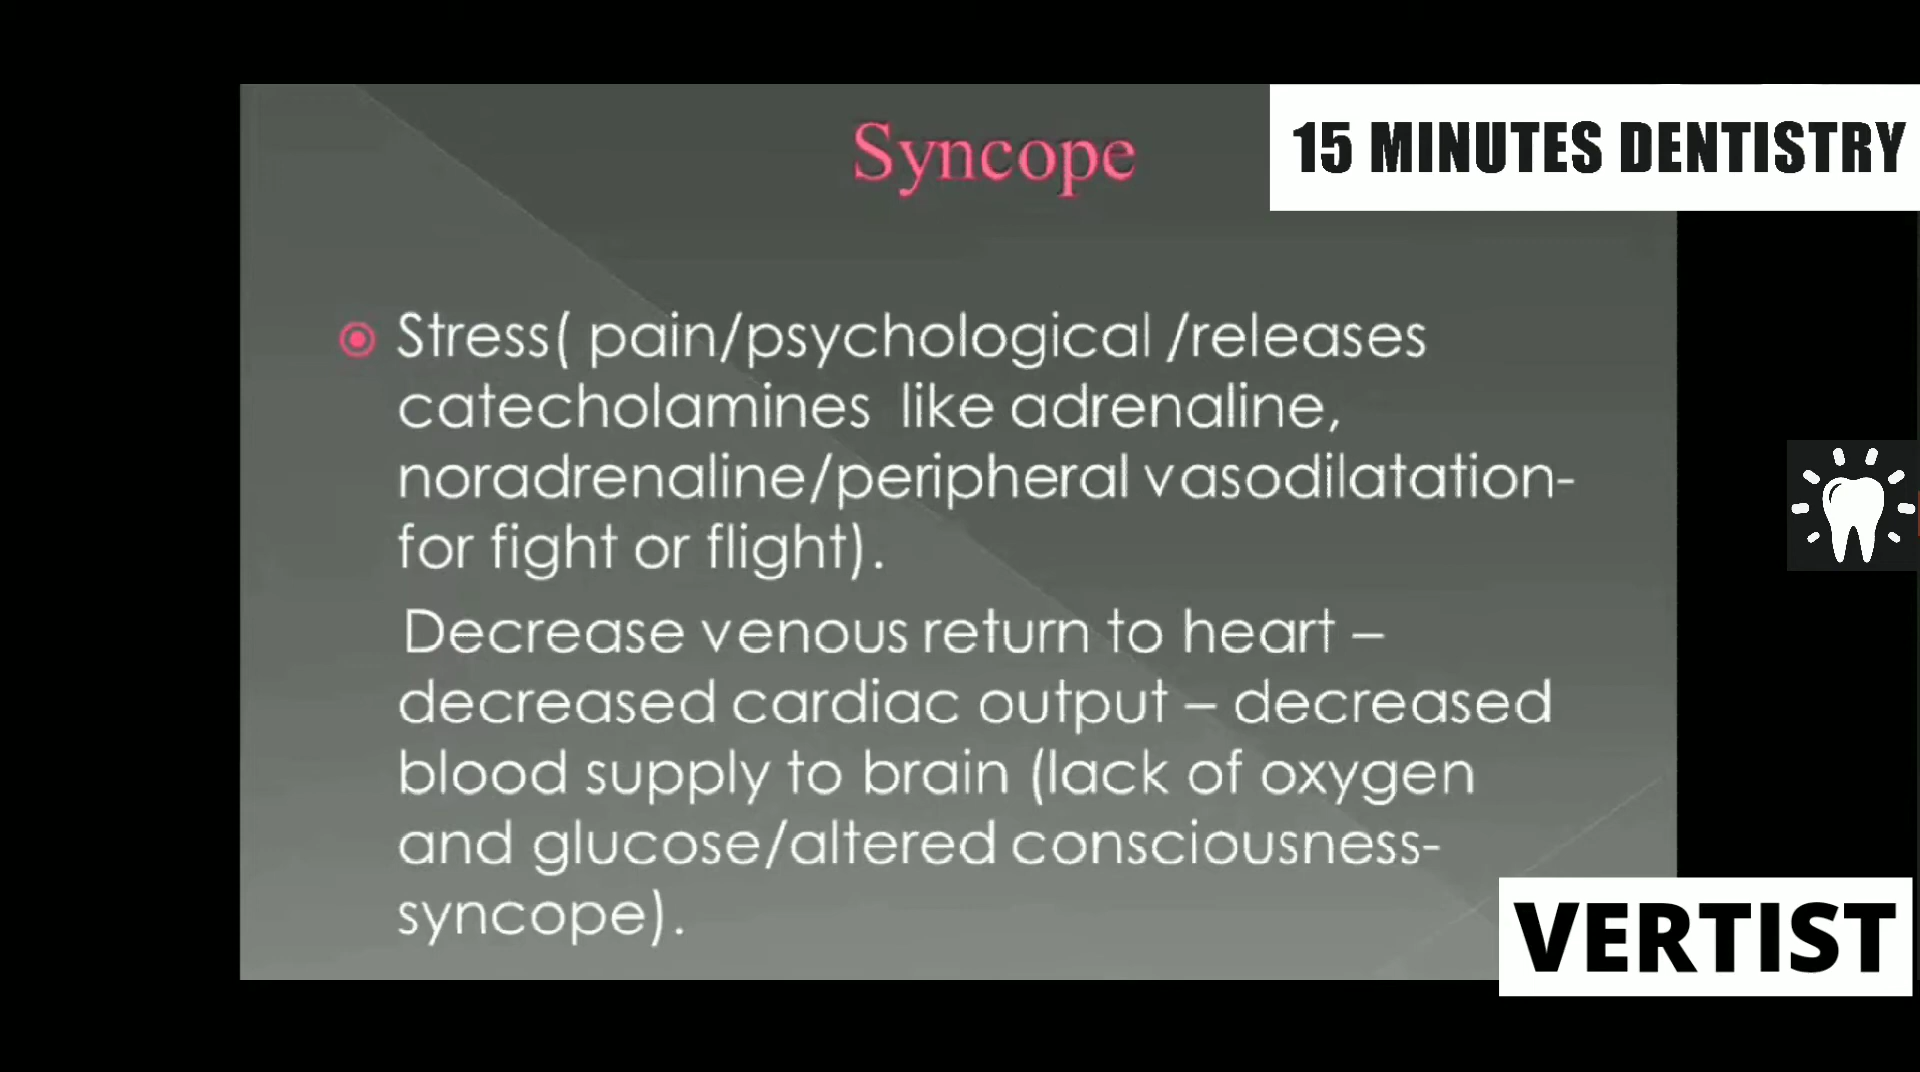 Syncope
15 MINUTES DENTISTRY
Stress( pain/psychological /releases
catecholamines like adrenaline,
noradrenaline/peripheral vasodilatation-
for fight or flight).
Decrease venous return to heart –
decreased cardiac output – decreased
blood supply to brain (lack of oxygen
and glucose/altered consciousness-
syncope).
VERTIST